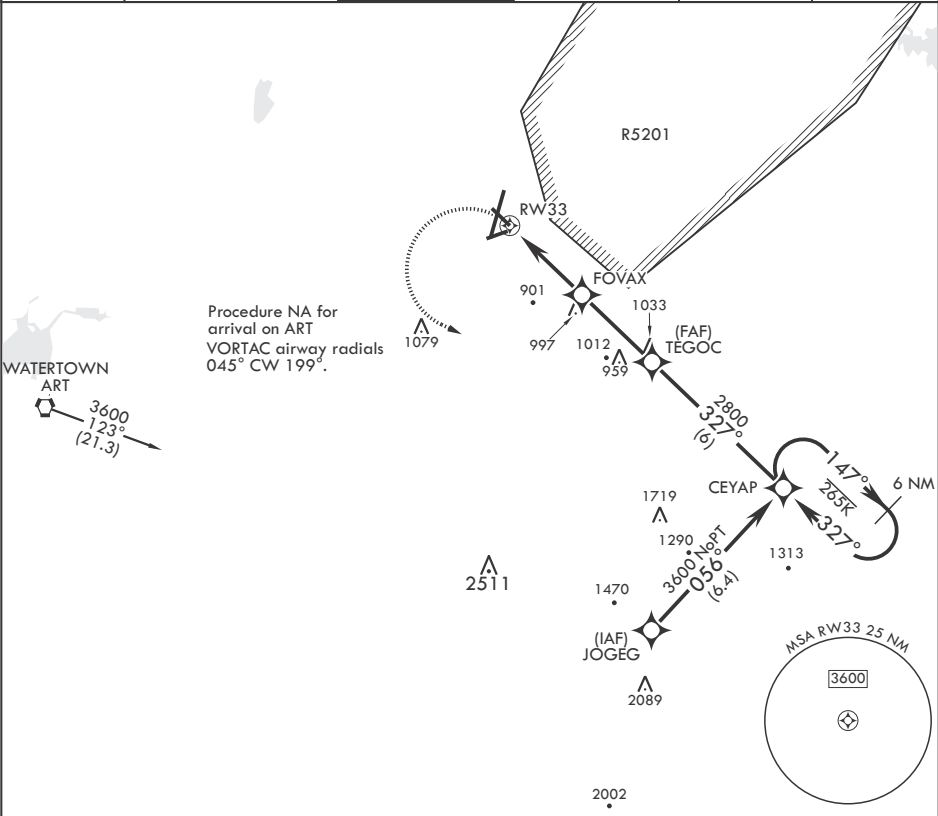 R5201
RW33
FOVAX
901
1033
Procedure NA for
arrival on ART
VORTAC airway radials
045° CW 199°.
1079
997
1012
959
(FAF)
TEGOC
WATERTOWN
ART
3600
123°
(21.3)
2800
327°
(6)
CEYAP
147°
265K
6 NM
327°
1719
1290
1313
2511
3600 NoPT
056°
(6.4)
1470
(IAF)
JOGEG
2089
MSA RW33 25 NM
3600
2002